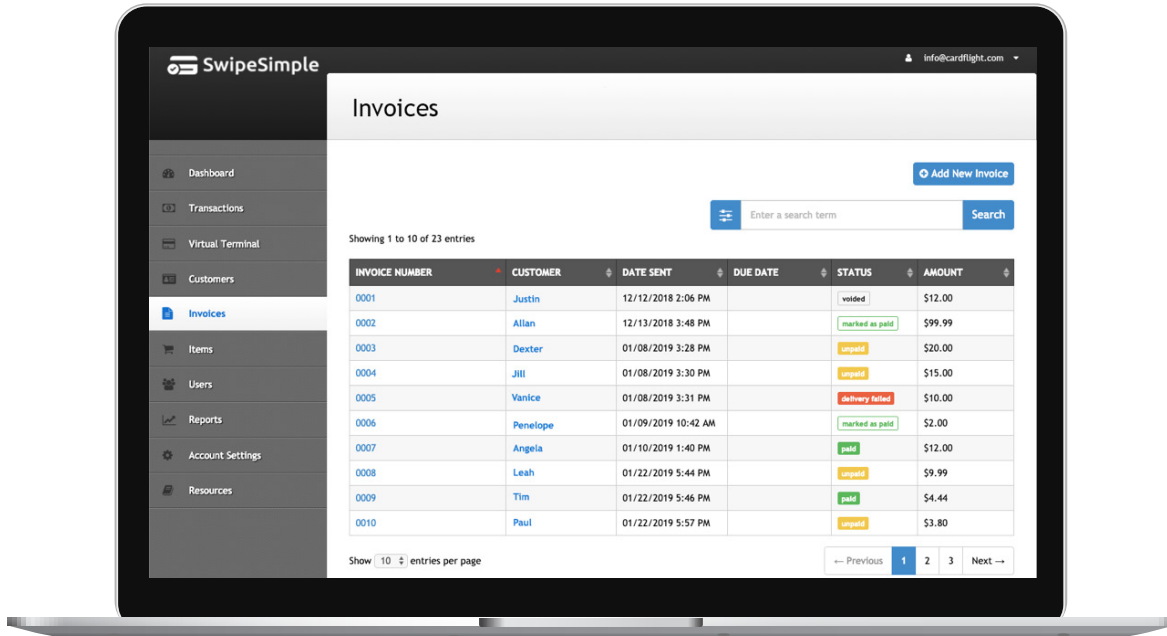 SwipeSimple
info@cardflight.com
Invoices
Dashboard
Transactions
Virtual Terminal
Customers
Invoices
Items
Users
Reports
Account Settings
Resources
Add New Invoice
Enter a search term Search
Showing 1 to 10 of 23 entries
INVOICE NUMBER CUSTOMER DATE SENT DUE DATE STATUS AMOUNT
0001 Justin 12/12/2018 2:06 PM voided $12.00
0002 Allan 12/13/2018 3:48 PM marked as paid $99.99
0003 Dexter 01/08/2019 3:28 PM unpaid $20.00
0004 Jill 01/08/2019 3:30 PM unpaid $15.00
0005 Vanice 01/08/2019 3:31 PM delivery failed $10.00
0006 Penelope 01/09/2019 10:42 AM marked as paid $2.00
0007 Angela 01/10/2019 1:40 PM paid $12.00
0008 Leah 01/22/2019 5:44 PM unpaid $9.99
0009 Tim 01/22/2019 5:46 PM paid $4.44
0010 Paul 01/22/2019 5:57 PM unpaid $3.80
Show 10 entries per page ← Previous 1 2 3 Next →